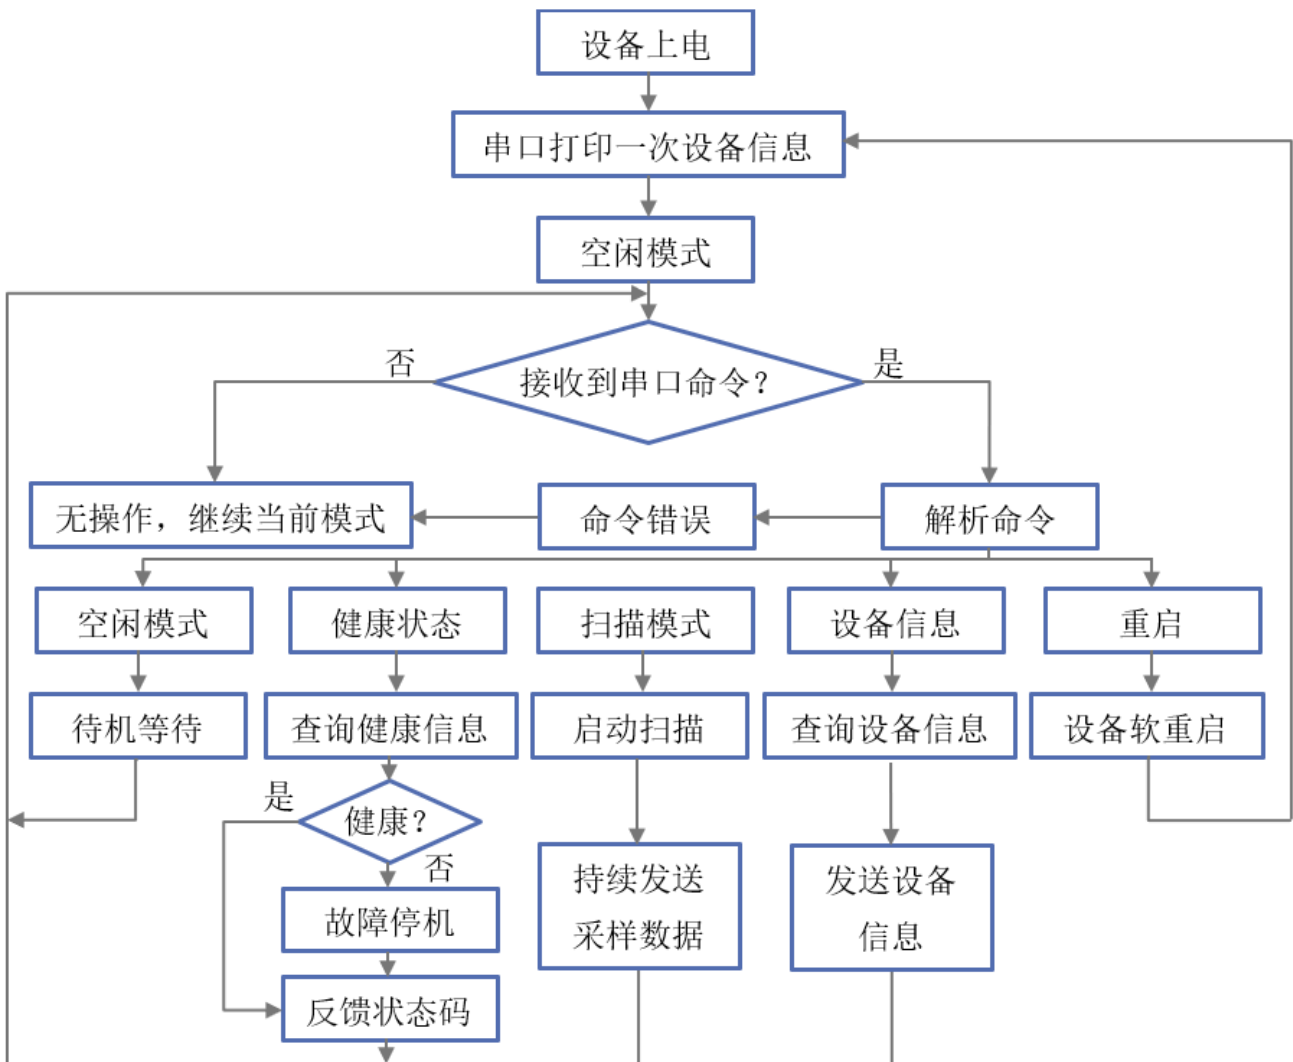 设备上电
串口打印一次设备信息
空闲模式
接收到串口命令？
否
是
无操作，继续当前模式
命令错误
解析命令
空闲模式
健康状态
扫描模式
设备信息
重启
待机等待
查询健康信息
启动扫描
查询设备信息
设备软重启
是
健康？
否
故障停机
反馈状态码
持续发送
采样数据
发送设备
信息